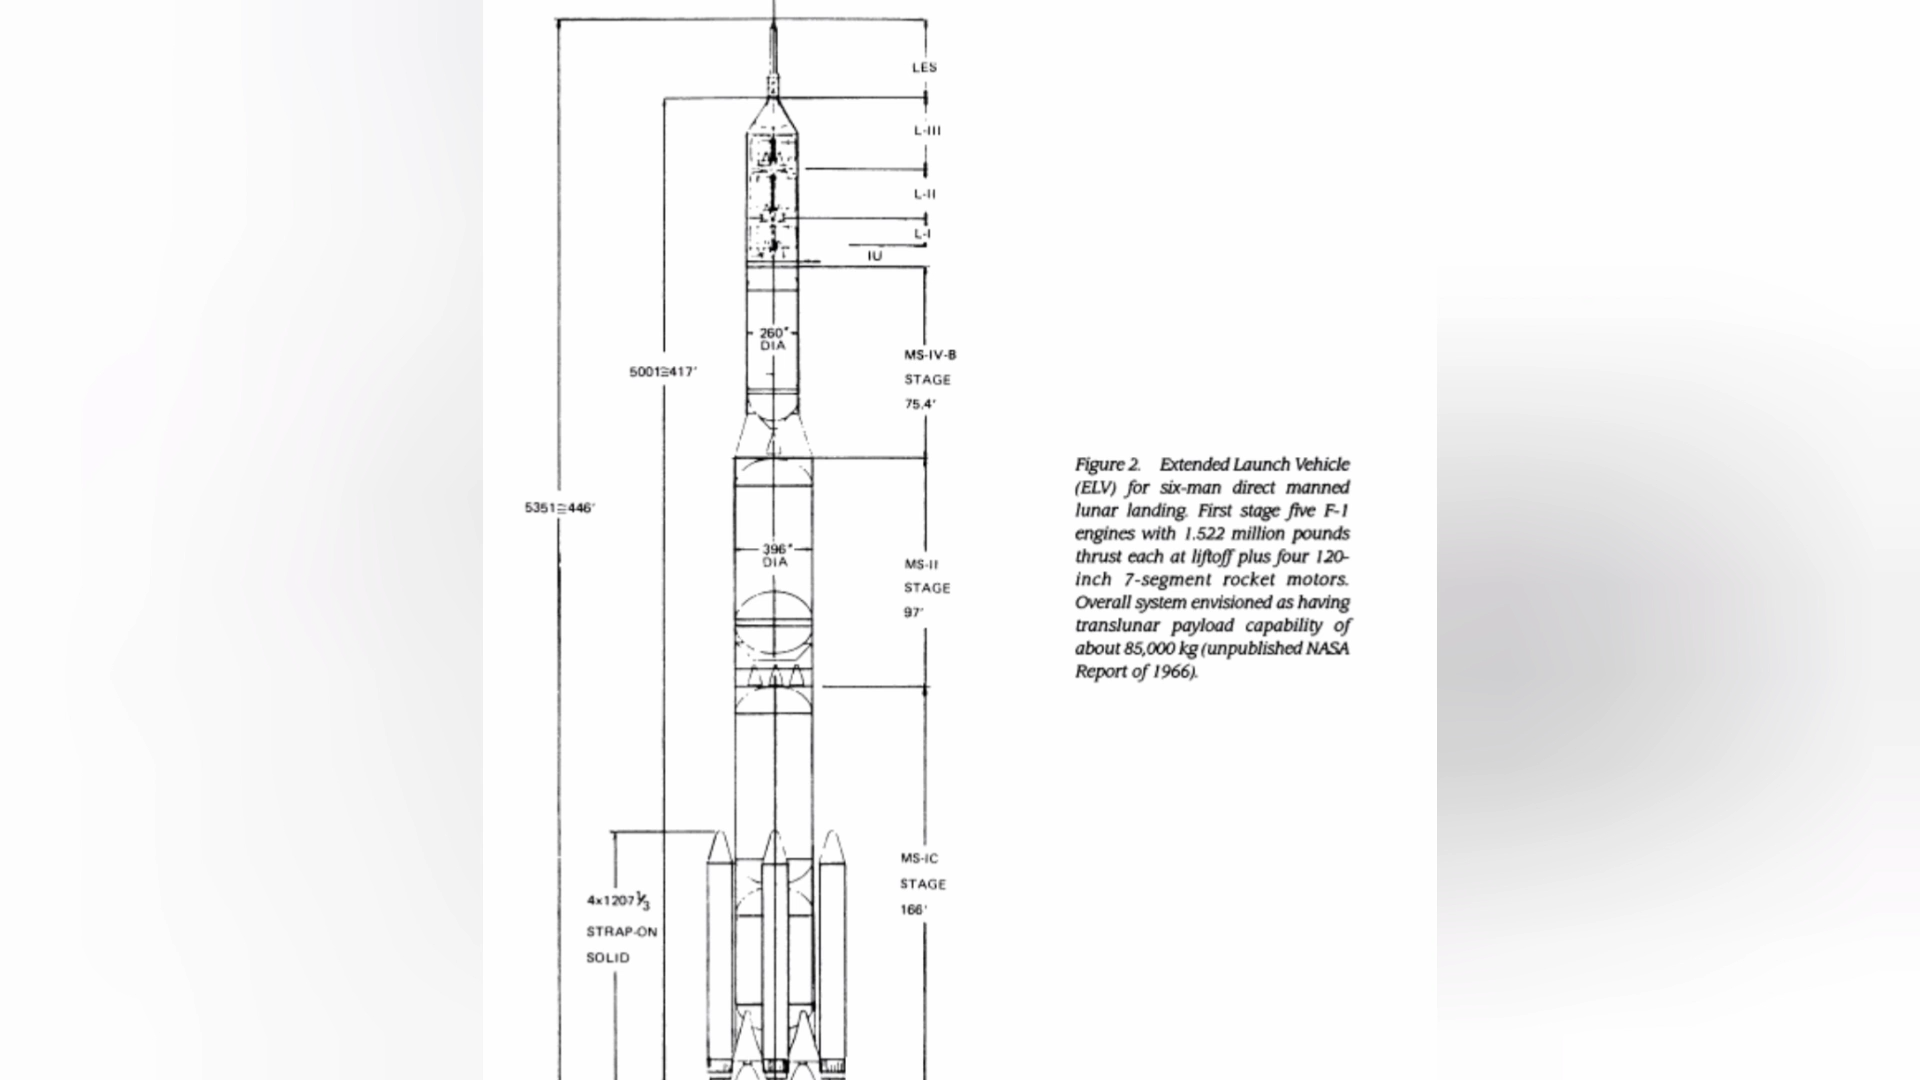 LES
L-III
L-II
L-I
IU
260"
DIA
MS-IV-B
STAGE
75.4'
5001≅417'
5351≅446'
396"
DIA
MS-II
STAGE
97'
MS-IC
STAGE
166'
4x1207⅓
STRAP-ON
SOLID
Figure 2. Extended Launch Vehicle
(ELV) for six-man direct manned
lunar landing. First stage five F-1
engines with 1.522 million pounds
thrust each at liftoff plus four 120-
inch 7-segment rocket motors.
Overall system envisioned as having
translunar payload capability of
about 85,000 kg (unpublished NASA
Report of 1966).